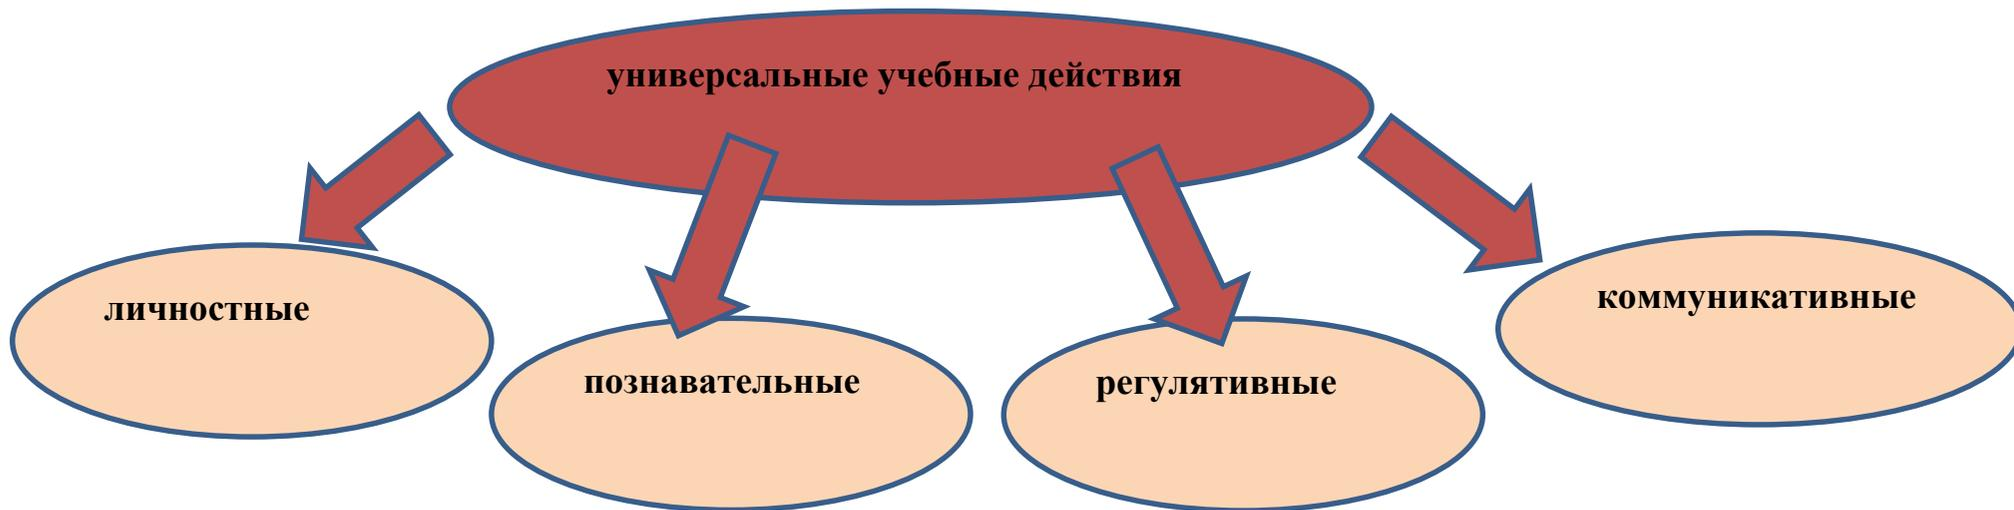 универсальные учебные действия
личностные
познавательные
регулятивные
коммуникативные